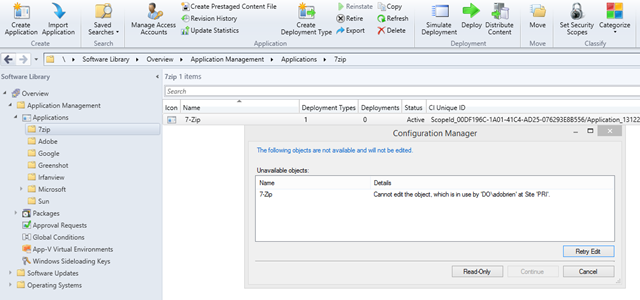 Create Application
Import Application
Saved Searches
Manage Access Accounts
Create Prestaged Content File
Revision History
Update Statistics
Create Deployment Type
Reinstate
Retire
Export
Copy
Refresh
Delete
Simulate Deployment
Deploy
Distribute Content
Move
Set Security Scopes
Categorize
Create
Search
Application
Deployment
Move
Classify
\ Software Library Overview Application Management Applications 7zip
Software Library
Overview
Application Management
Applications
7zip
Adobe
Google
Greenshot
Irfanview
Microsoft
Sun
Packages
Approval Requests
Global Conditions
App-V Virtual Environments
Windows Sideloading Keys
Software Updates
Operating Systems
7zip 1 items
Search
Icon Name Deployment Types Deployments Status CI Unique ID
7-Zip 1 0 Active ScopeId_00DF196C-1A01-41C4-AD25-076293E8B556/Application_13122
Configuration Manager
The following objects are not available and will not be edited.
Unavailable objects:
Name Details
7-Zip Cannot edit the object, which is in use by 'DO\adobrien' at Site 'PRI'.
Retry Edit
Read-Only Continue Cancel